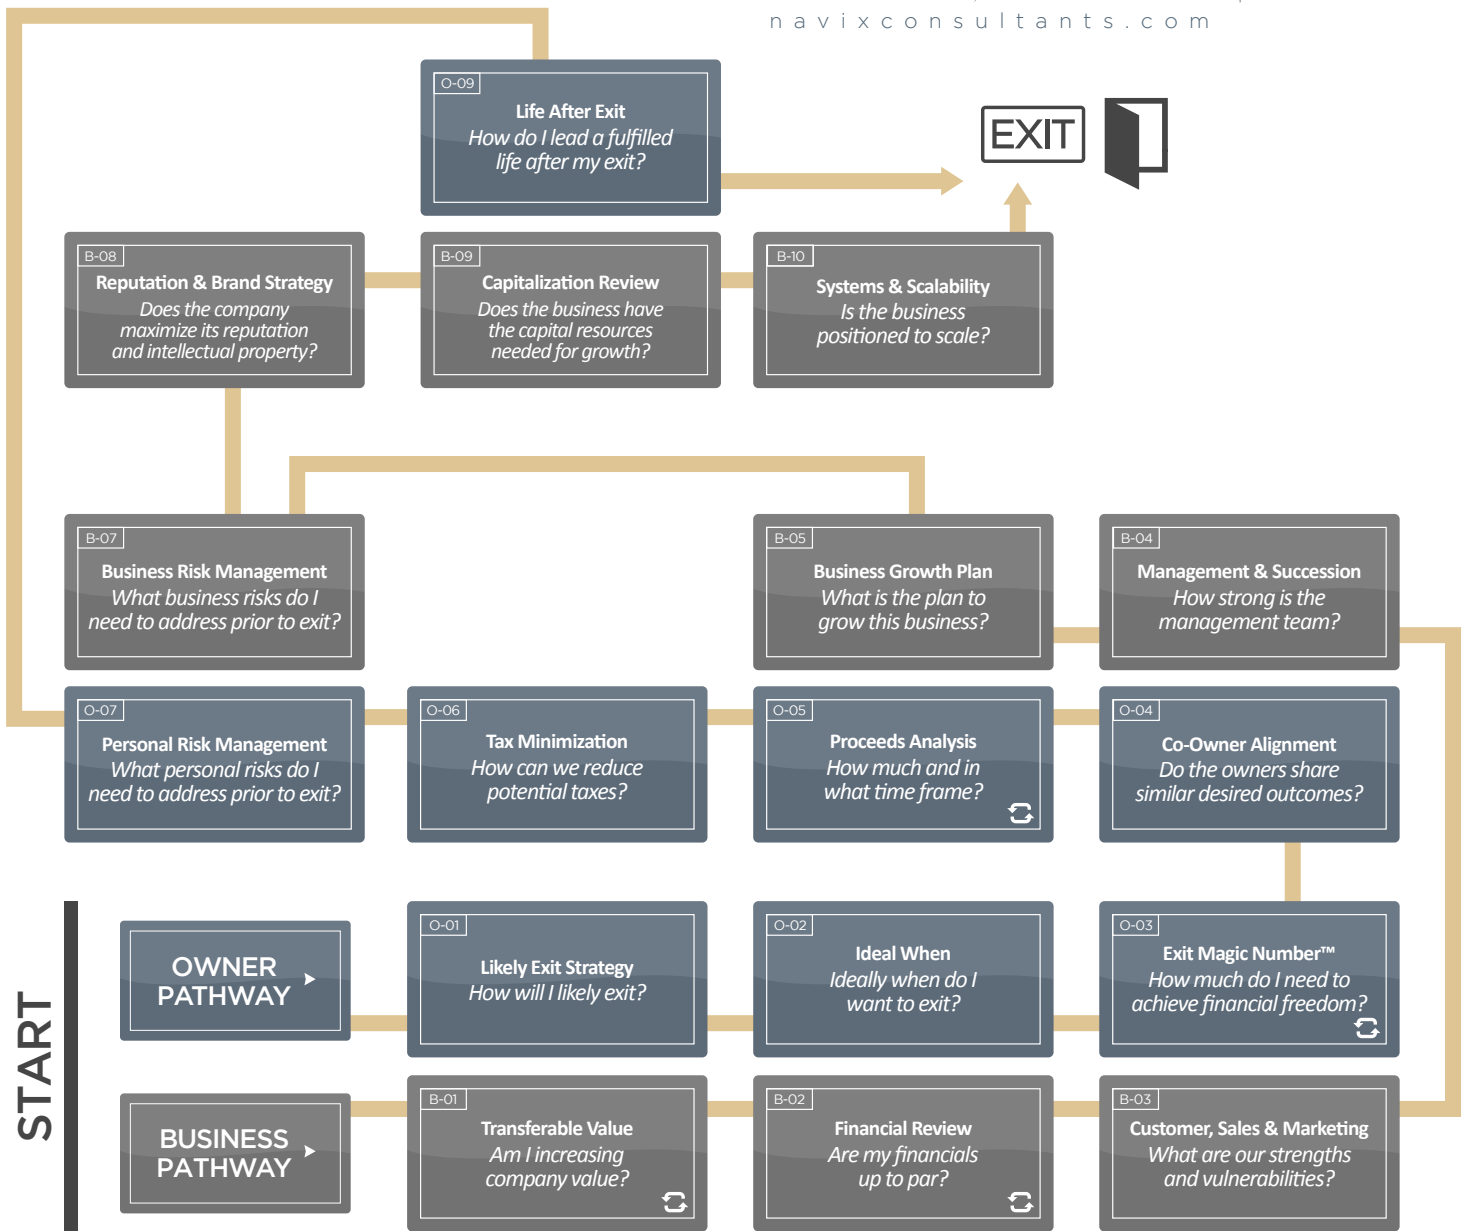 navixconsultants.com
O-09
Life After Exit
How do I lead a fulfilled
life after my exit?
EXIT
B-08
Reputation & Brand Strategy
Does the company
maximize its reputation
and intellectual property?
B-09
Capitalization Review
Does the business have
the capital resources
needed for growth?
B-10
Systems & Scalability
Is the business
positioned to scale?
B-07
Business Risk Management
What business risks do I
need to address prior to exit?
B-05
Business Growth Plan
What is the plan to
grow this business?
B-04
Management & Succession
How strong is the
management team?
O-07
Personal Risk Management
What personal risks do I
need to address prior to exit?
O-06
Tax Minimization
How can we reduce
potential taxes?
O-05
Proceeds Analysis
How much and in
what time frame?
O-04
Co-Owner Alignment
Do the owners share
similar desired outcomes?
START
OWNER
PATHWAY
O-01
Likely Exit Strategy
How will I likely exit?
O-02
Ideal When
Ideally when do I
want to exit?
O-03
Exit Magic Number™
How much do I need to
achieve financial freedom?
BUSINESS
PATHWAY
B-01
Transferable Value
Am I increasing
company value?
B-02
Financial Review
Are my financials
up to par?
B-03
Customer, Sales & Marketing
What are our strengths
and vulnerabilities?